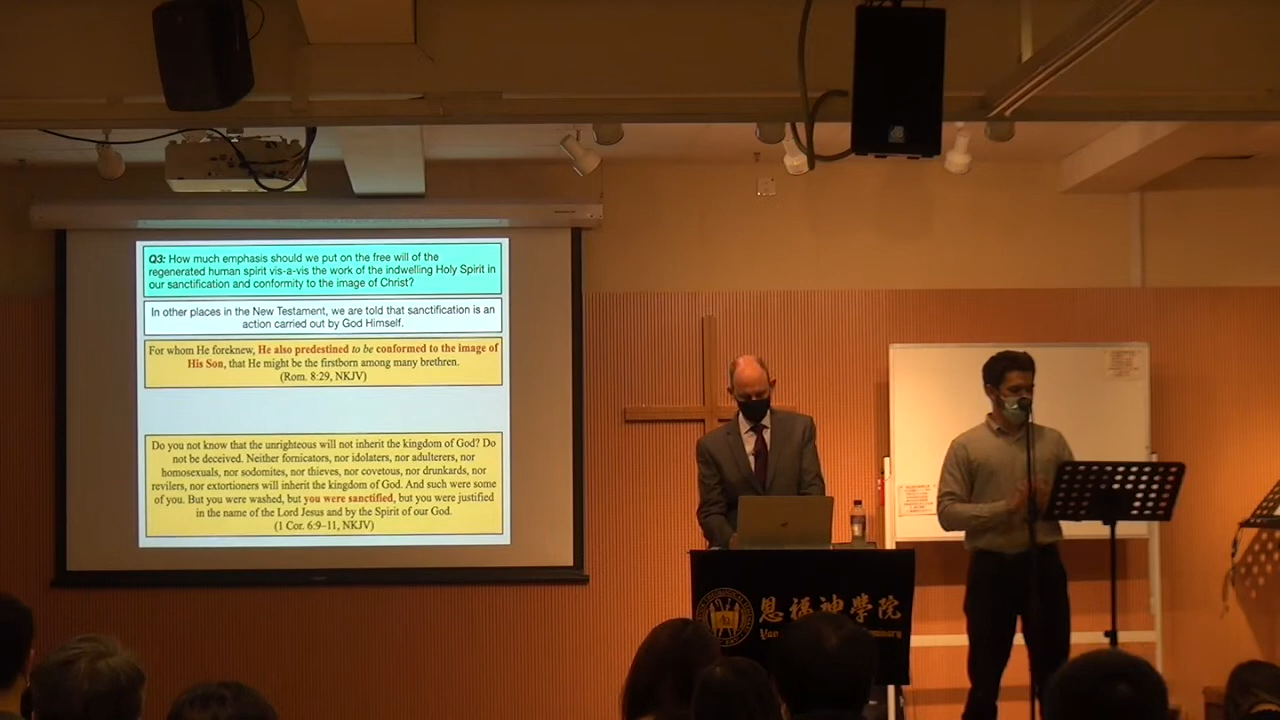 Q3: How much emphasis should we put on the free will of the
regenerated human spirit vis-a-vis the work of the indwelling Holy Spirit in
our sanctification and conformity to the image of Christ?
In other places in the New Testament, we are told that sanctification is an
action carried out by God Himself.
For whom He foreknew, He also predestined to be conformed to the image of
His Son, that He might be the firstborn among many brethren.
(Rom. 8:29, NKJV)
Do you not know that the unrighteous will not inherit the kingdom of God? Do
not be deceived. Neither fornicators, nor idolaters, nor adulterers, nor
homosexuals, nor sodomites, nor thieves, nor covetous, nor drunkards, nor
revilers, nor extortioners will inherit the kingdom of God. And such were some
of you. But you were washed, but you were sanctified, but you were justified
in the name of the Lord Jesus and by the Spirit of our God.
(1 Cor. 6:9–11, NKJV)
恩福神學院